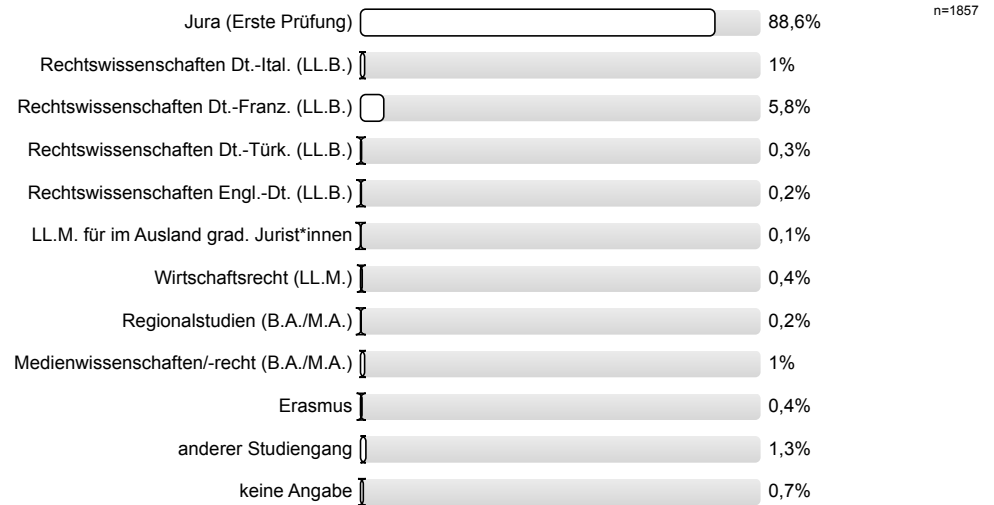 Jura (Erste Prüfung) 88,6% n=1857
Rechtswissenschaften Dt.-Ital. (LL.B.) 1%
Rechtswissenschaften Dt.-Franz. (LL.B.) 5,8%
Rechtswissenschaften Dt.-Türk. (LL.B.) 0,3%
Rechtswissenschaften Engl.-Dt. (LL.B.) 0,2%
LL.M. für im Ausland grad. Jurist*innen 0,1%
Wirtschaftsrecht (LL.M.) 0,4%
Regionalstudien (B.A./M.A.) 0,2%
Medienwissenschaften/-recht (B.A./M.A.) 1%
Erasmus 0,4%
anderer Studiengang 1,3%
keine Angabe 0,7%